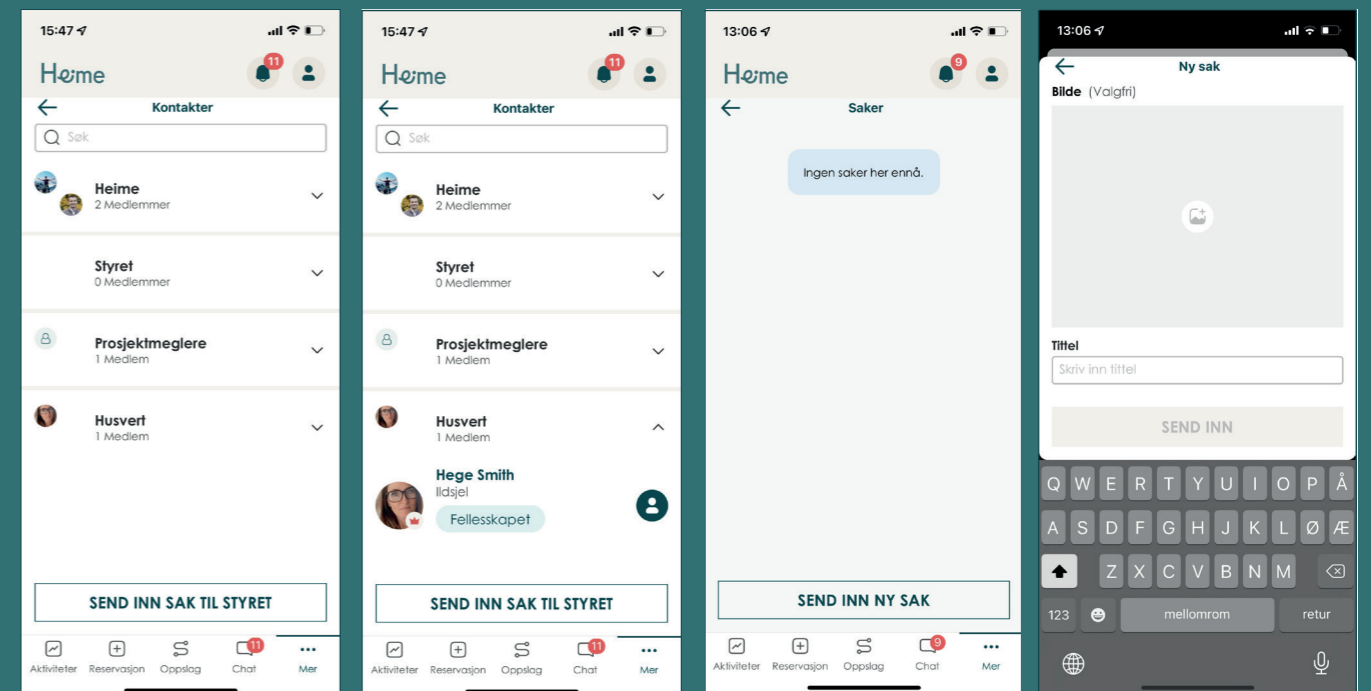 15:47
11
Heime
Kontakter
Søk
Heime
2 Medlemmer
Styret
0 Medlemmer
Prosjektmeglere
1 Medlem
Husvert
1 Medlem
SEND INN SAK TIL STYRET
11
Aktiviteter Reservasjon Oppslag Chat Mer
15:47
11
Heime
Kontakter
Søk
Heime
2 Medlemmer
Styret
0 Medlemmer
Prosjektmeglere
1 Medlem
Husvert
1 Medlem
Hege Smith
Ildsjel
Fellesskapet
SEND INN SAK TIL STYRET
11
Aktiviteter Reservasjon Oppslag Chat Mer
13:06
9
Heime
Saker
Ingen saker her ennå.
SEND INN NY SAK
9
Aktiviteter Reservasjon Oppslag Chat Mer
13:06
Ny sak
Bilde (Valgfri)
Tittel
Skriv inn tittel
SEND INN
Q W E R T Y U I O P Å
A S D F G H J K L Ø Æ
Z X C V B N M
123 mellomrom retur